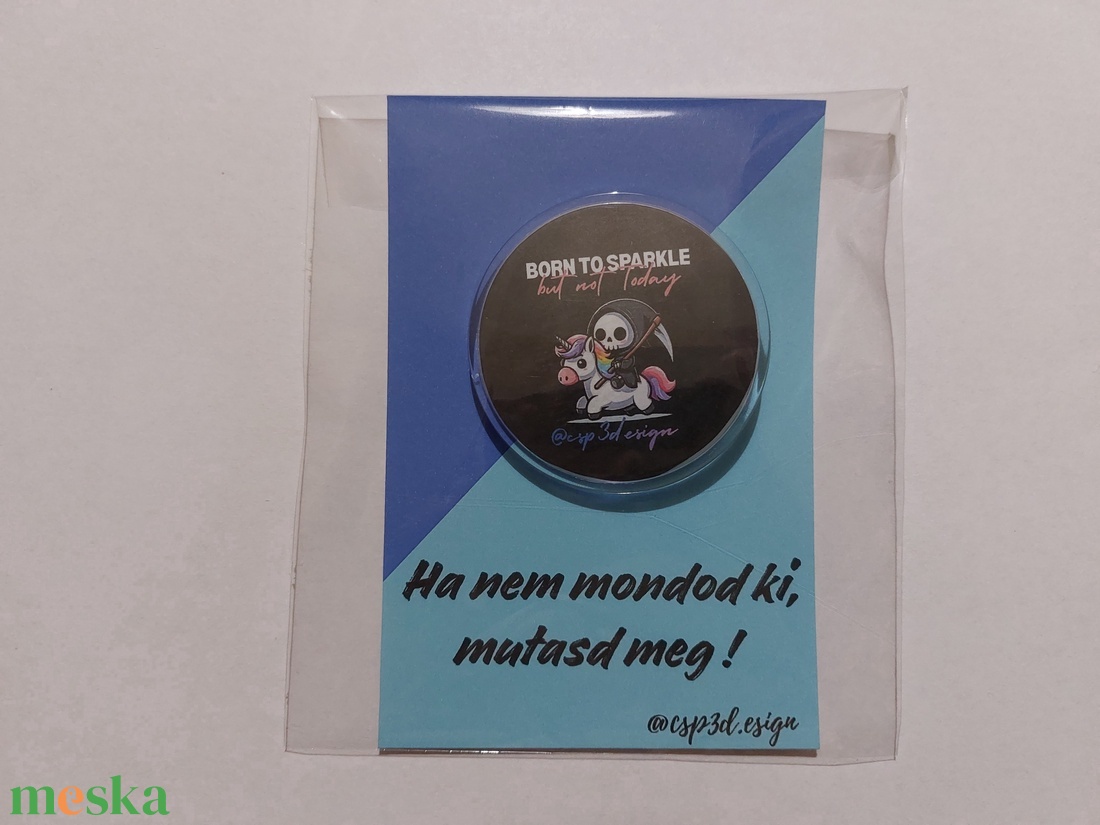 BORN TO SPARKLE
but not Today
@csp3d esign
Ha nem mondod ki,
mutasd meg !
@csp3d.esign
meska